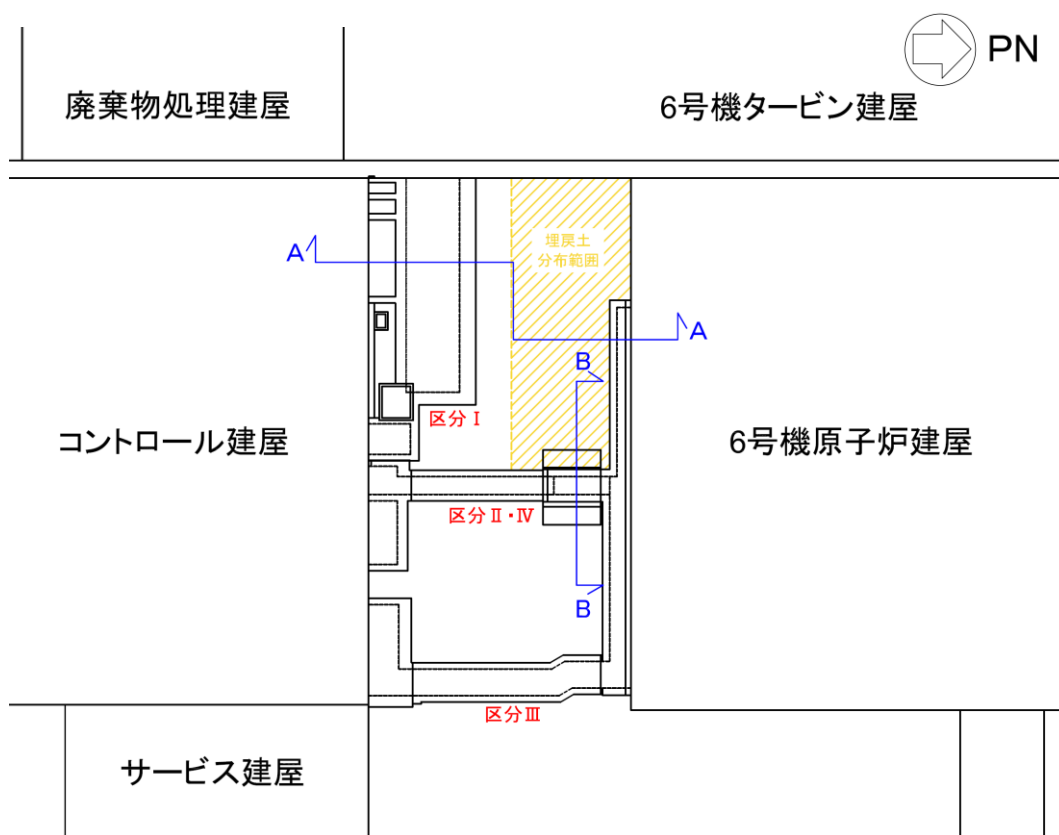 PN
廃棄物処理建屋
6号機タービン建屋
A
埋戻土
分布範囲
A
B
区分Ⅰ
コントロール建屋
6号機原子炉建屋
区分Ⅱ・Ⅳ
B
区分Ⅲ
サービス建屋